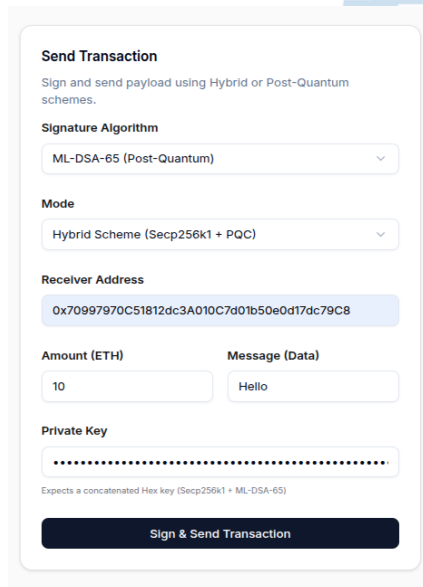 Send Transaction
Sign and send payload using Hybrid or Post-Quantum
schemes.
Signature Algorithm
ML-DSA-65 (Post-Quantum)
Mode
Hybrid Scheme (Secp256k1 + PQC)
Receiver Address
0x70997970C51812dc3A010C7d01b50e0d17dc79C8
Amount (ETH)
Message (Data)
10
Hello
Private Key
Expects a concatenated Hex key (Secp256k1 + ML-DSA-65)
Sign & Send Transaction